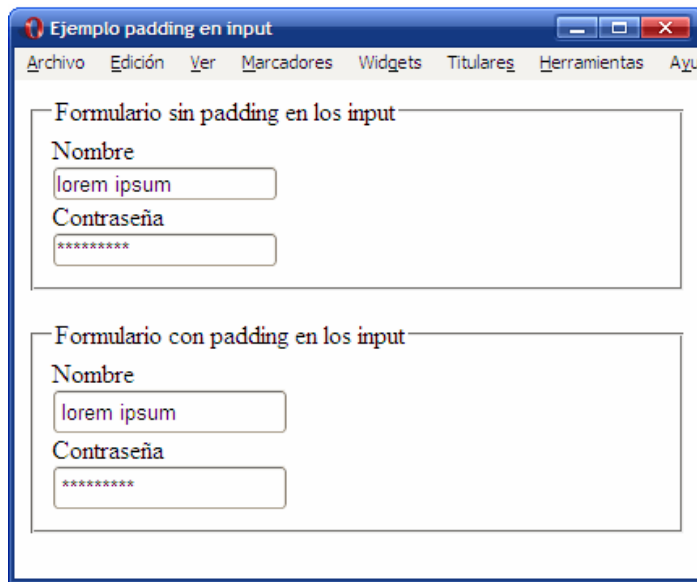 Ejemplo padding en input
Archivo Edición Ver Marcadores Widgets Titulares Herramientas Ayu
Formulario sin padding en los input
Nombre
lorem ipsum
Contraseña
*********
Formulario con padding en los input
Nombre
lorem ipsum
Contraseña
*********